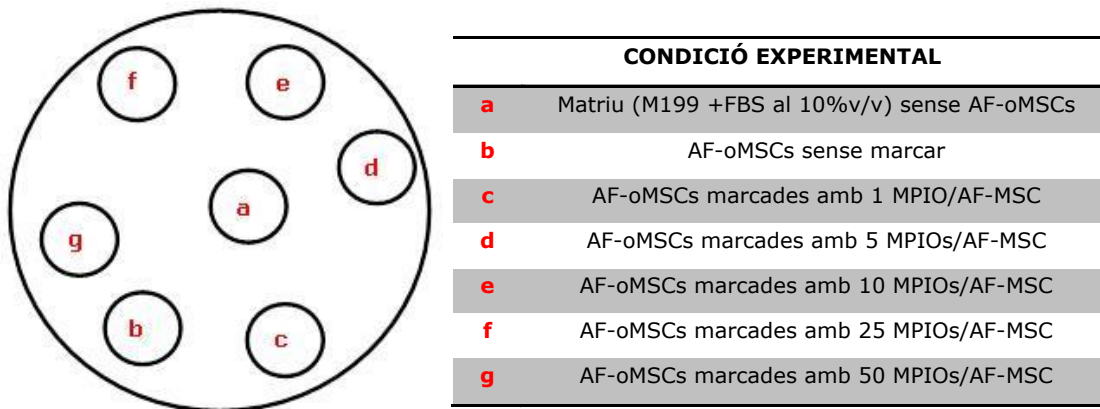 f
e
d
a
g
b
c
CONDICIÓ EXPERIMENTAL
a Matriu (M199 +FBS al 10%v/v) sense AF-oMSCs
b AF-oMSCs sense marcar
c AF-oMSCs marcades amb 1 MPIO/AF-MSC
d AF-oMSCs marcades amb 5 MPIOs/AF-MSC
e AF-oMSCs marcades amb 10 MPIOs/AF-MSC
f AF-oMSCs marcades amb 25 MPIOs/AF-MSC
g AF-oMSCs marcades amb 50 MPIOs/AF-MSC